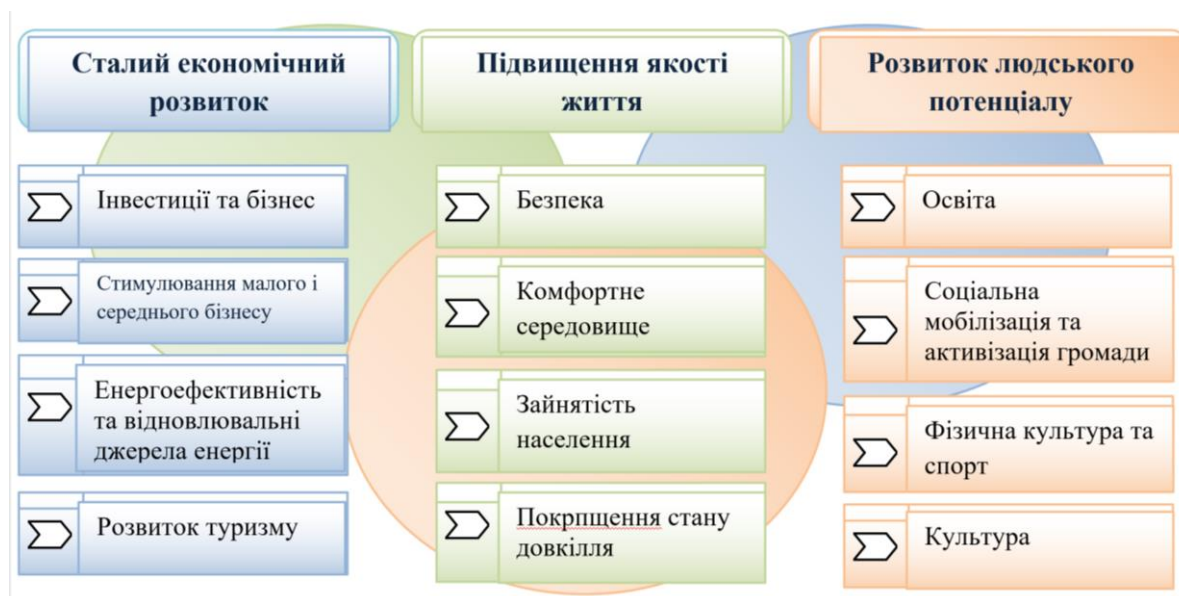 Сталий економічний
розвиток
Інвестиції та бізнес
Стимулювання малого і
середнього бізнесу
Енергоефективність
та відновлювальні
джерела енергії
Розвиток туризму
Підвищення якості
життя
Безпека
Комфортне
середовище
Зайнятість
населення
Покрпщення стану
довкілля
Розвиток людського
потенціалу
Освіта
Соціальна
мобілізація та
активізація громади
Фізична культура та
спорт
Культура